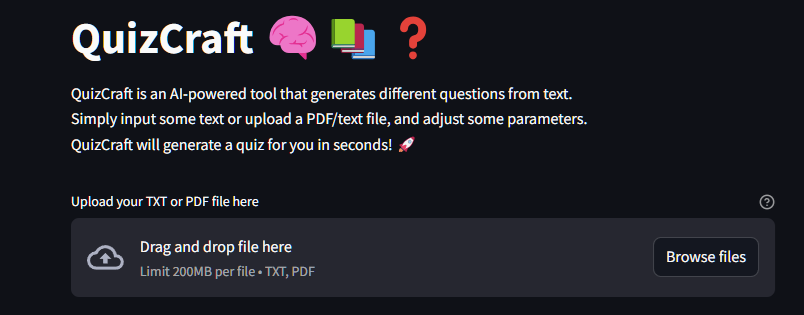 QuizCraft 🧠 📚 ❓
QuizCraft is an AI-powered tool that generates different questions from text.
Simply input some text or upload a PDF/text file, and adjust some parameters.
QuizCraft will generate a quiz for you in seconds! 🚀
Upload your TXT or PDF file here
Drag and drop file here
Limit 200MB per file • TXT, PDF
Browse files